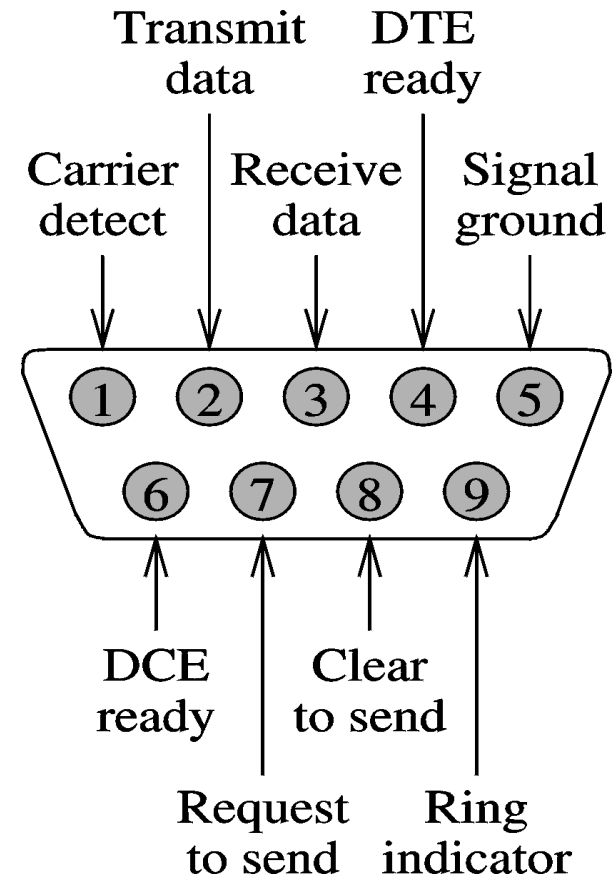 Transmit
data
DTE
ready
Carrier
detect
Receive
data
Signal
ground
1 2 3 4 5
6 7 8 9
DCE
ready
Clear
to send
Request
to send
Ring
indicator